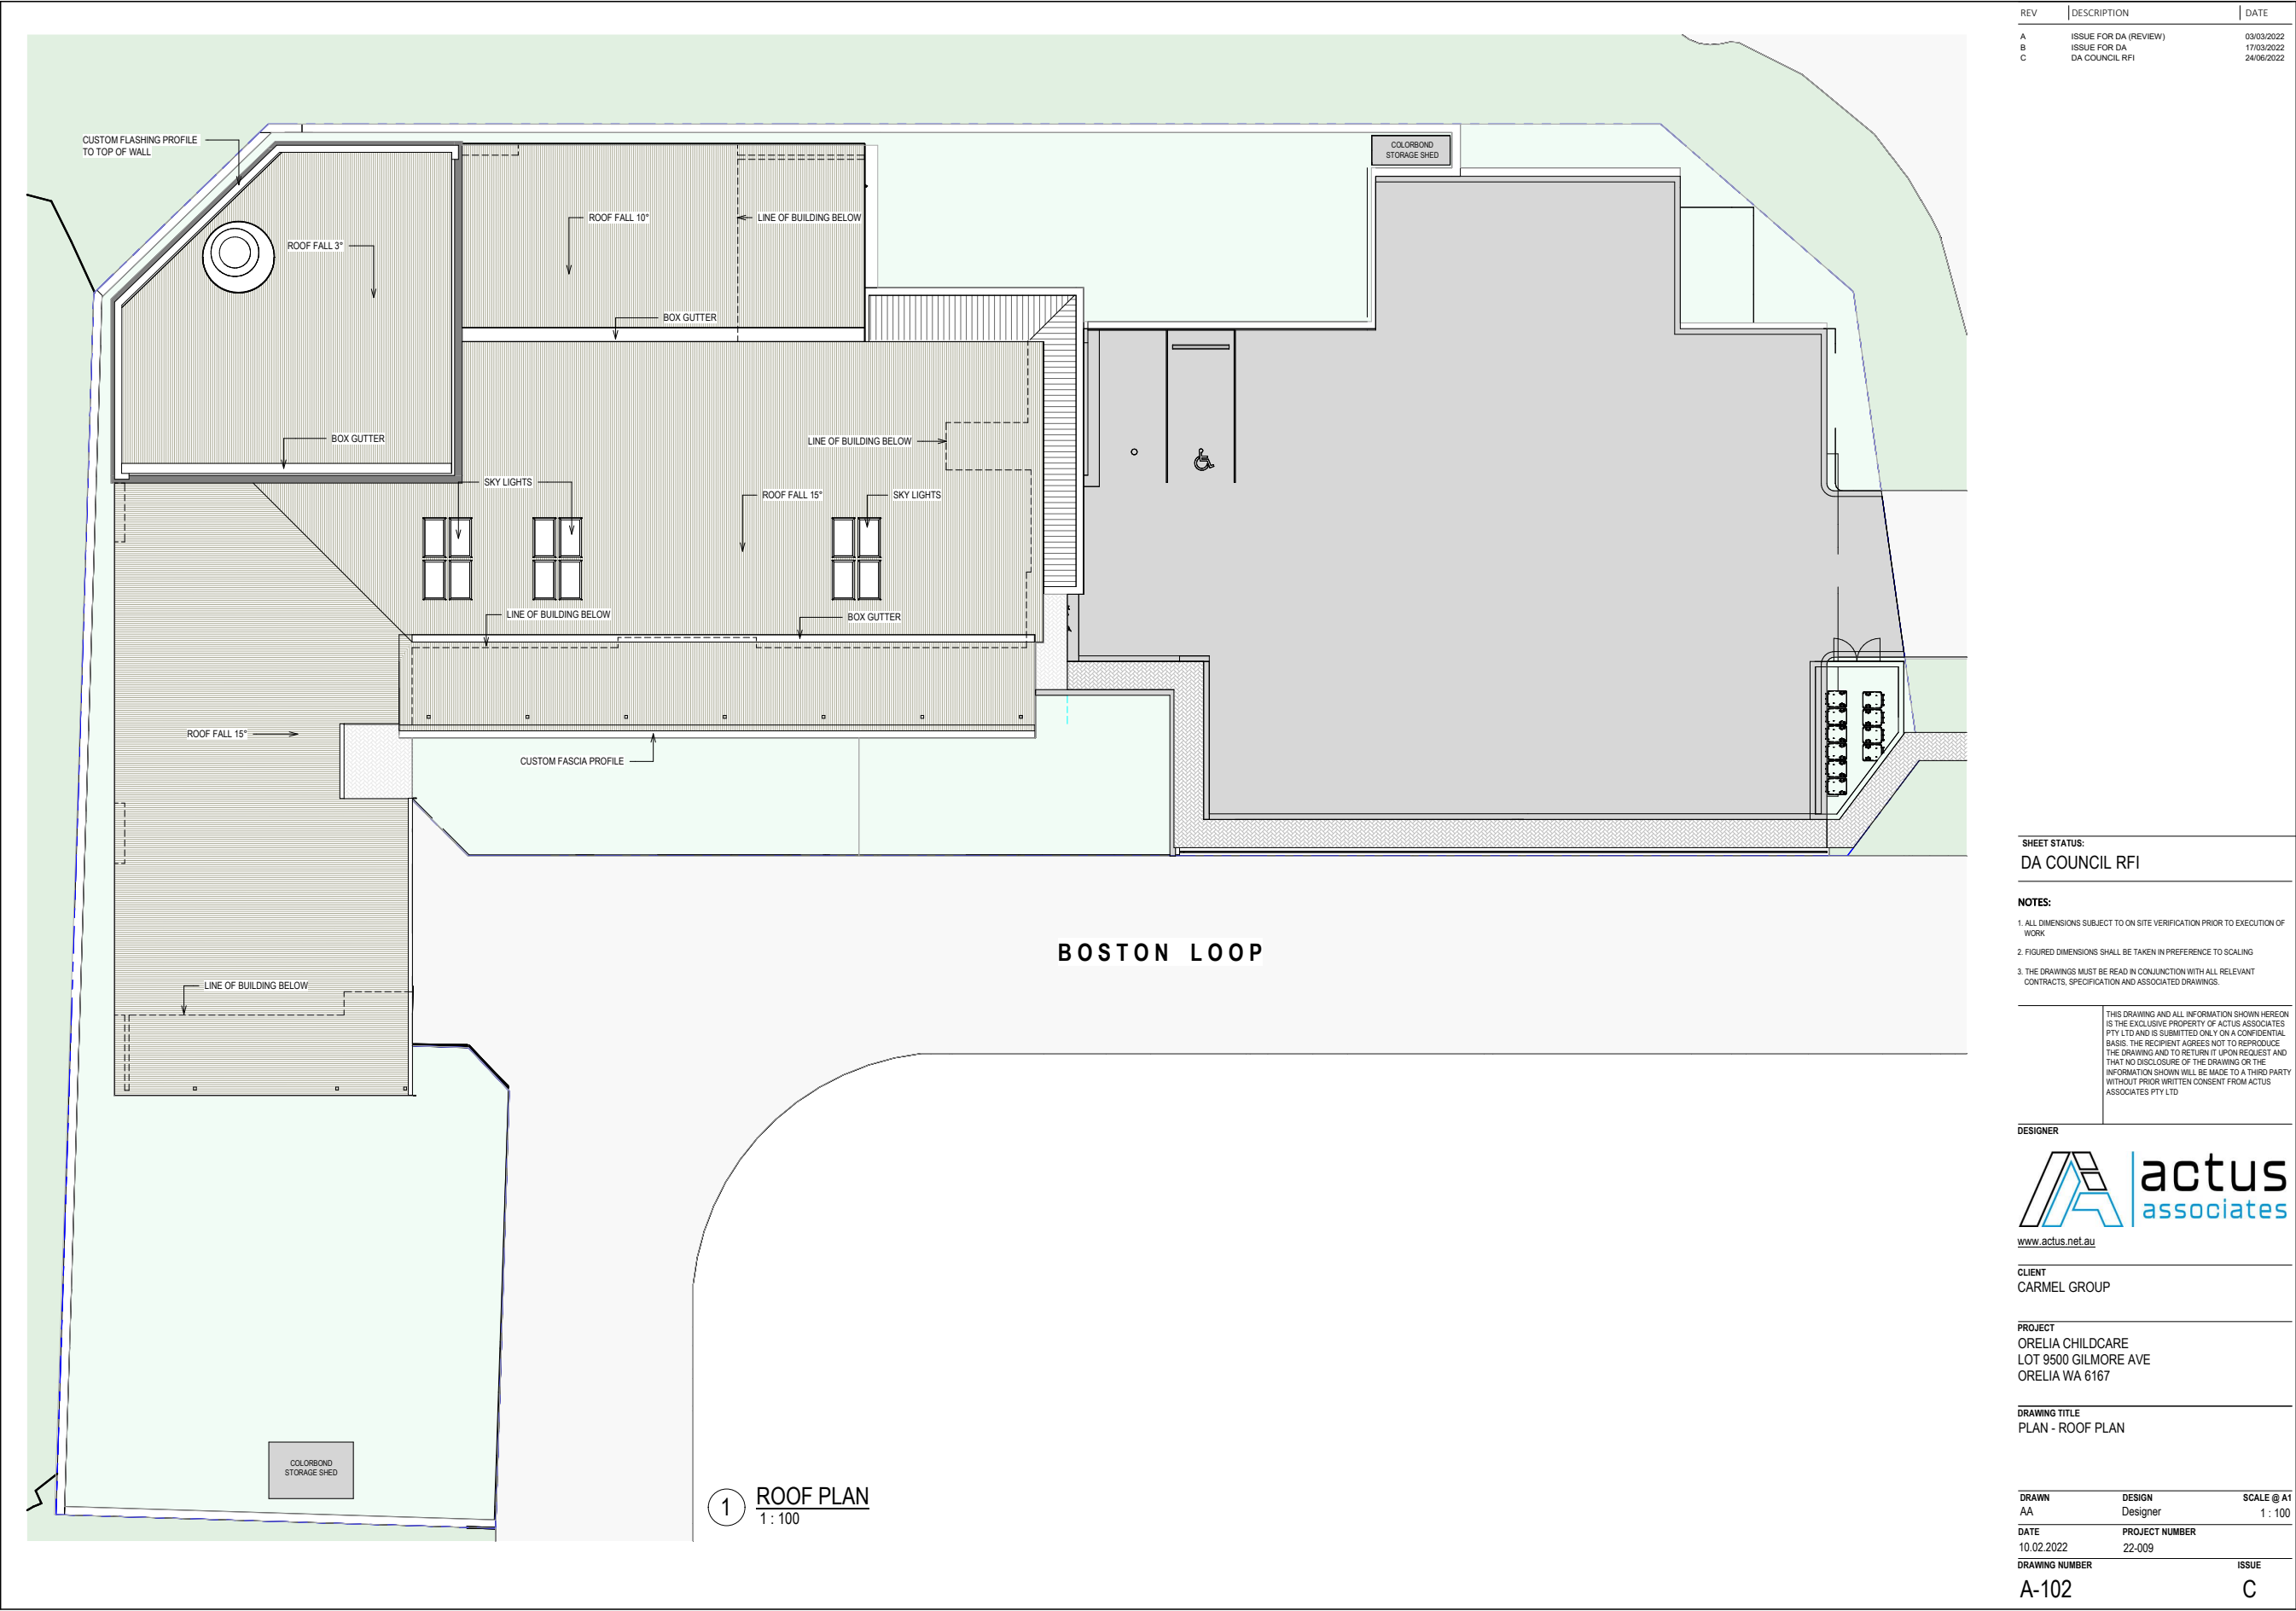 REV DESCRIPTION DATE
A ISSUE FOR DA (REVIEW) 03/03/2022
B ISSUE FOR DA 17/03/2022
C DA COUNCIL RFI 24/06/2022
CUSTOM FLASHING PROFILE
TO TOP OF WALL
COLORBOND
STORAGE SHED
ROOF FALL 10°
LINE OF BUILDING BELOW
ROOF FALL 3°
BOX GUTTER
BOX GUTTER
LINE OF BUILDING BELOW
SKY LIGHTS
ROOF FALL 15°
SKY LIGHTS
LINE OF BUILDING BELOW
BOX GUTTER
ROOF FALL 15°
CUSTOM FASCIA PROFILE
BOSTON LOOP
LINE OF BUILDING BELOW
COLORBOND
STORAGE SHED
1 ROOF PLAN
1 : 100
SHEET STATUS:
DA COUNCIL RFI
NOTES:
1. ALL DIMENSIONS SUBJECT TO ON SITE VERIFICATION PRIOR TO EXECUTION OF
WORK
2. FIGURED DIMENSIONS SHALL BE TAKEN IN PREFERENCE TO SCALING
3. THE DRAWINGS MUST BE READ IN CONJUNCTION WITH ALL RELEVANT
CONTRACTS, SPECIFICATION AND ASSOCIATED DRAWINGS.
THIS DRAWING AND ALL INFORMATION SHOWN HEREON
IS THE EXCLUSIVE PROPERTY OF ACTUS ASSOCIATES
PTY LTD AND IS SUBMITTED ONLY ON A CONFIDENTIAL
BASIS. THE RECIPIENT AGREES NOT TO REPRODUCE
THE DRAWING AND TO RETURN IT UPON REQUEST AND
THAT NO DISCLOSURE OF THE DRAWING OR THE
INFORMATION SHOWN WILL BE MADE TO A THIRD PARTY
WITHOUT PRIOR WRITTEN CONSENT FROM ACTUS
ASSOCIATES PTY LTD
DESIGNER
actus
associates
www.actus.net.au
CLIENT
CARMEL GROUP
PROJECT
ORELIA CHILDCARE
LOT 9500 GILMORE AVE
ORELIA WA 6167
DRAWING TITLE
PLAN - ROOF PLAN
DRAWN DESIGN SCALE @ A1
AA Designer 1 : 100
DATE PROJECT NUMBER
10.02.2022 22-009
DRAWING NUMBER ISSUE
A-102 C